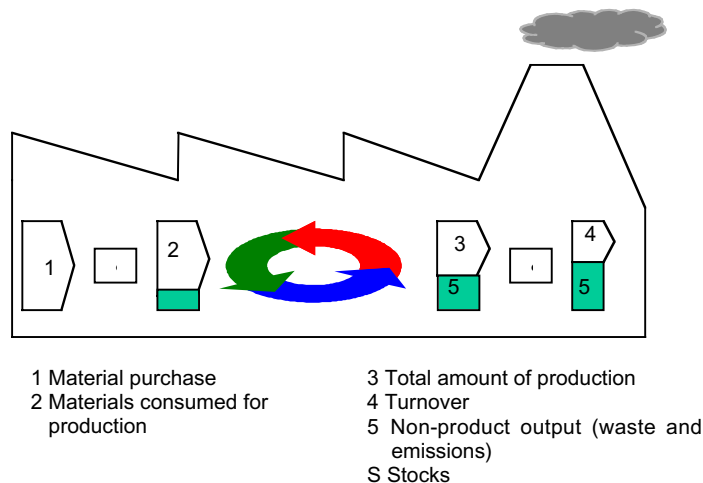 1
2
3
4
5
5
1 Material purchase
2 Materials consumed for
production
3 Total amount of production
4 Turnover
5 Non-product output (waste and
emissions)
S Stocks